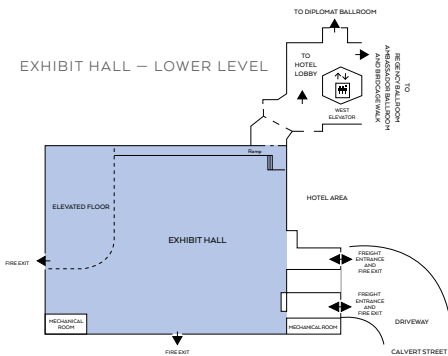 TO DIPLOMAT BALLROOM
EXHIBIT HALL — LOWER LEVEL
TO
HOTEL
LOBBY
TO
REGENCY BALLROOM
AMBASSADOR BALLROOM
AND BIRDCAGE WALK
WEST
ELEVATOR
Ramp
ELEVATED FLOOR
HOTEL AREA
EXHIBIT HALL
FIRE EXIT
FREIGHT
ENTRANCE
AND
FIRE EXIT
FREIGHT
ENTRANCE
AND
FIRE EXIT
MECHANICAL
ROOM
MECHANICAL ROOM
DRIVEWAY
FIRE EXIT
CALVERT STREET